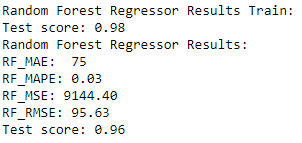 Random Forest Regressor Results Train:
Test score: 0.98
Random Forest Regressor Results:
RF_MAE:  75
RF_MAPE: 0.03
RF_MSE: 9144.40
RF_RMSE: 95.63
Test score: 0.96